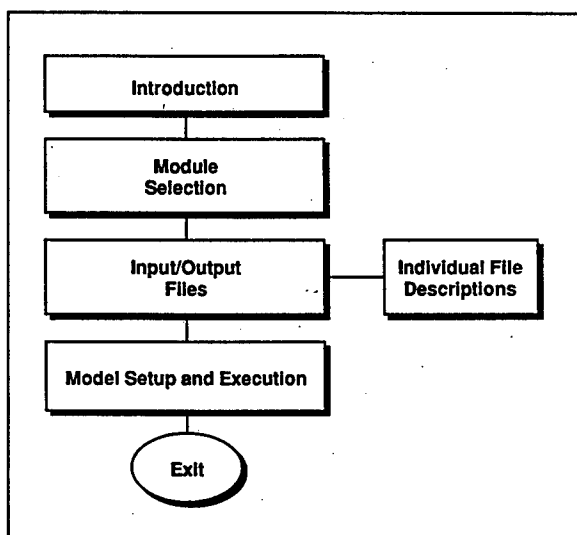 Introduction
Module
Selection
Input/Output
Files
Individual File
Descriptions
Model Setup and Execution
Exit